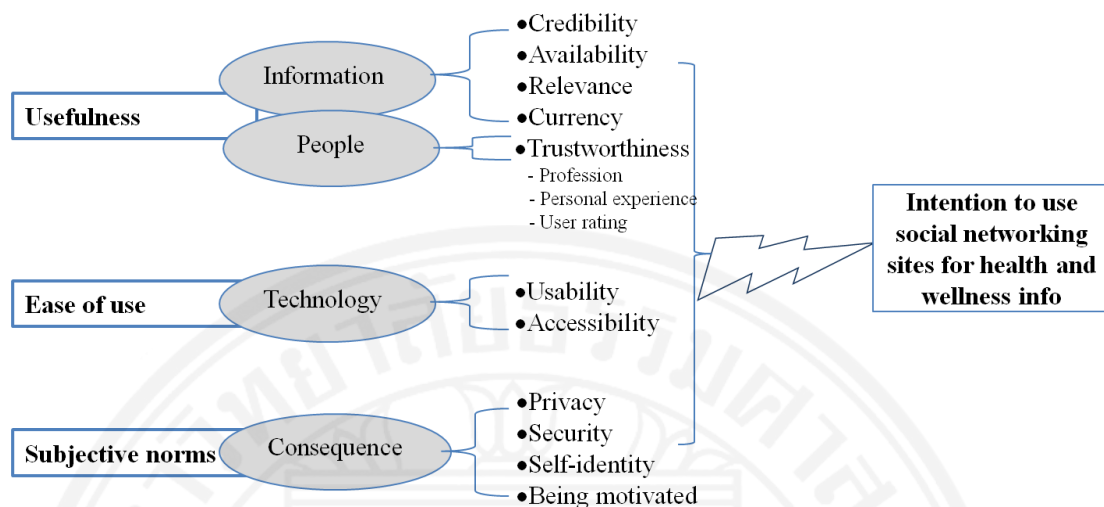 Usefulness
Information
People
•Credibility
•Availability
•Relevance
•Currency
•Trustworthiness
- Profession
- Personal experience
- User rating
Ease of use
Technology
•Usability
•Accessibility
Subjective norms
Consequence
•Privacy
•Security
•Self-identity
•Being motivated
Intention to use
social networking
sites for health and
wellness info